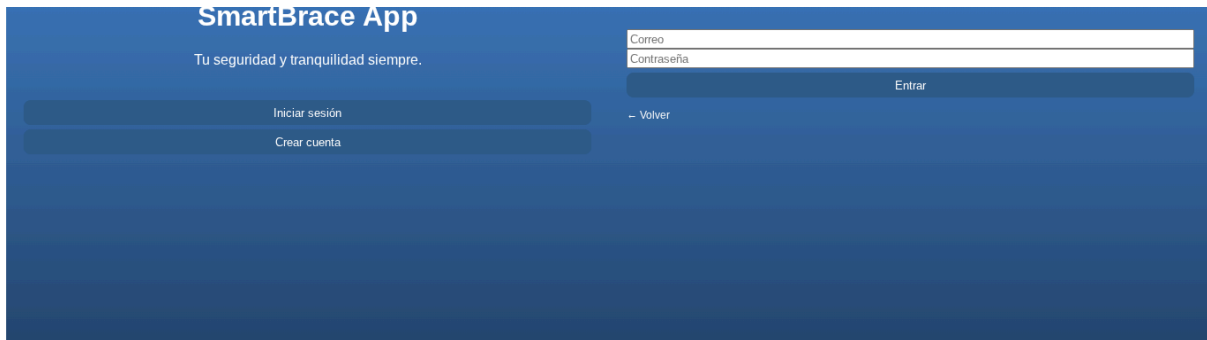 SmartBrace App
Tu seguridad y tranquilidad siempre.
Iniciar sesión
Crear cuenta
Correo
Contraseña
Entrar
← Volver